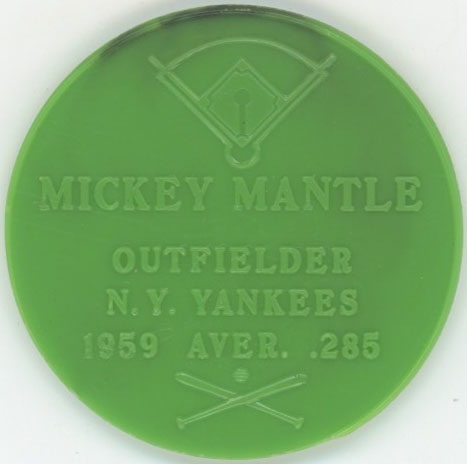 MICKEY MANTLE
OUTFIELDER
N.Y. YANKEES
1959 AVER. .285